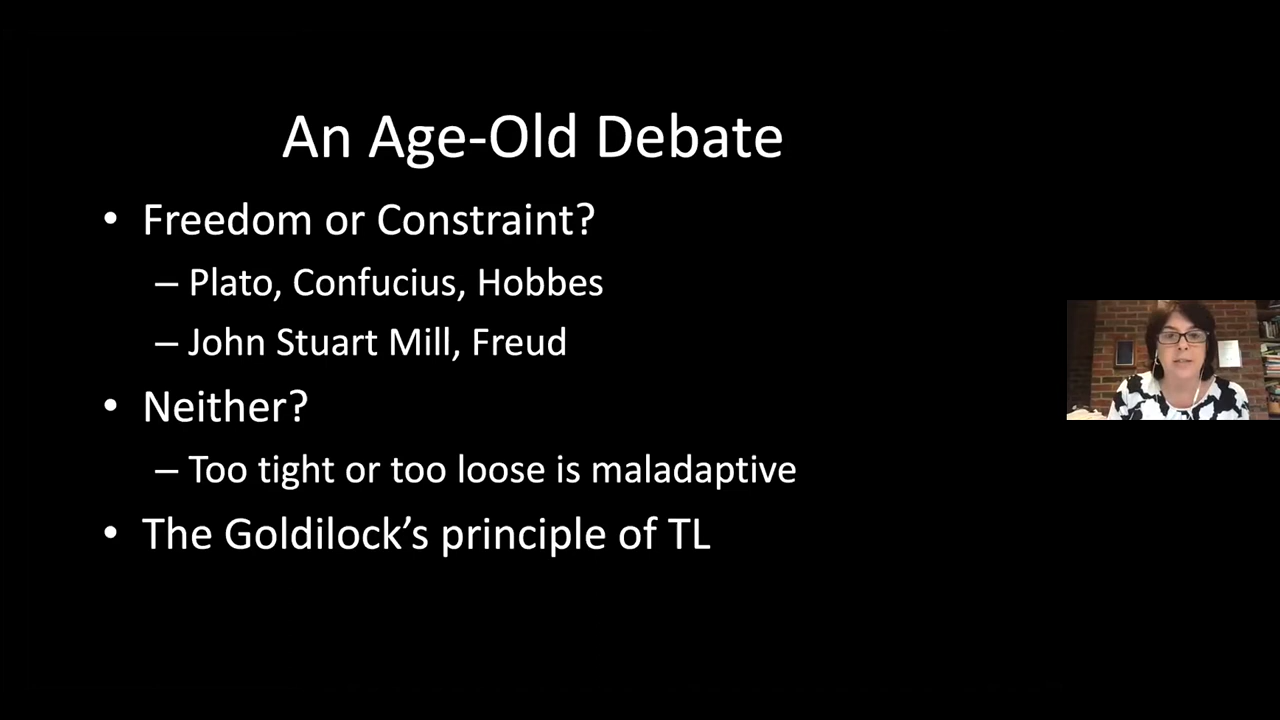 An Age-Old Debate
• Freedom or Constraint?
– Plato, Confucius, Hobbes
– John Stuart Mill, Freud
• Neither?
– Too tight or too loose is maladaptive
• The Goldilock’s principle of TL